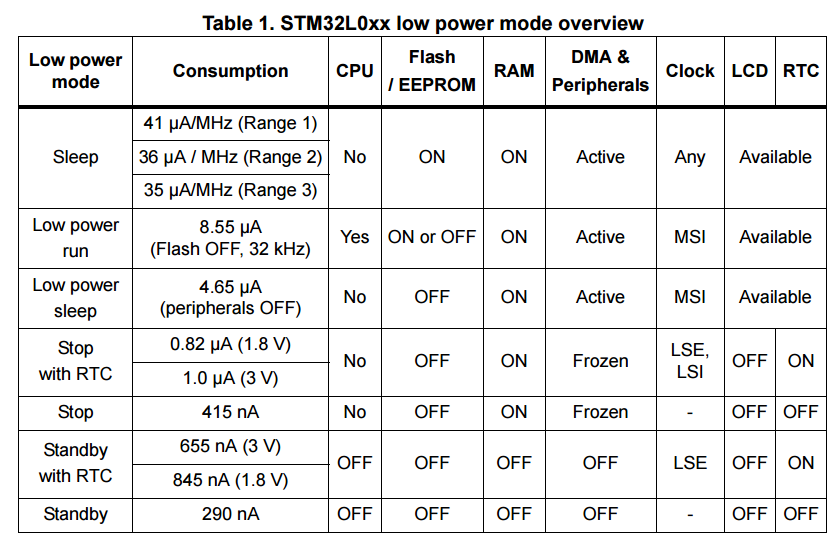 Table 1. STM32L0xx low power mode overview
Low power mode Consumption CPU Flash / EEPROM RAM DMA & Peripherals Clock LCD RTC
Sleep 41 µA/MHz (Range 1) No ON ON Active Any Available
36 µA / MHz (Range 2)
35 µA/MHz (Range 3)
Low power run 8.55 µA (Flash OFF, 32 kHz) Yes ON or OFF ON Active MSI Available
Low power sleep 4.65 µA (peripherals OFF) No OFF ON Active MSI Available
Stop with RTC 0.82 µA (1.8 V) No OFF ON Frozen LSE, LSI OFF ON
1.0 µA (3 V)
Stop 415 nA No OFF ON Frozen - OFF OFF
Standby with RTC 655 nA (3 V) OFF OFF OFF OFF LSE OFF ON
845 nA (1.8 V)
Standby 290 nA OFF OFF OFF OFF - OFF OFF